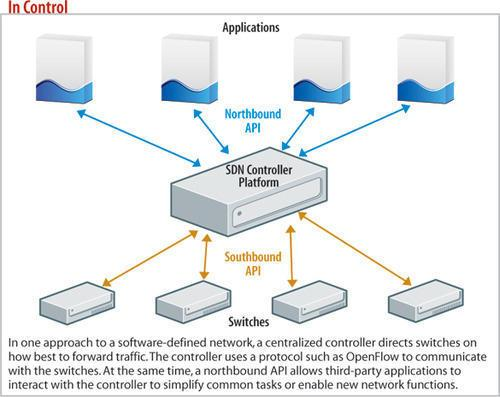 In Control
Applications
Northbound
API
SDN Controller
Platform
Southbound
API
Switches
In one approach to a software-defined network, a centralized controller directs switches on
how best to forward traffic. The controller uses a protocol such as OpenFlow to communicate
with the switches. At the same time, a northbound API allows third-party applications to
interact with the controller to simplify common tasks or enable new network functions.